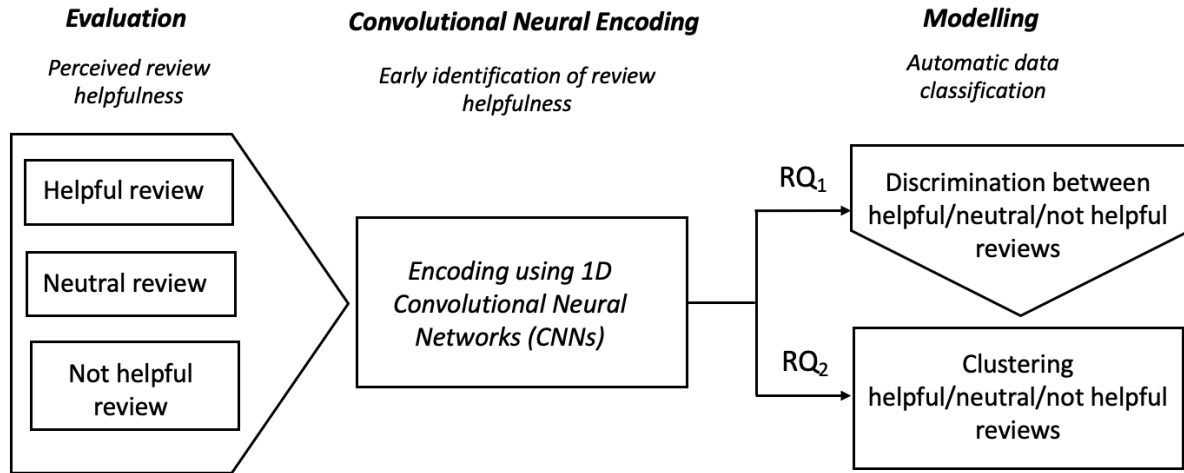 Evaluation
Perceived review
helpfulness
Helpful review
Neutral review
Not helpful
review
Convolutional Neural Encoding
Early identification of review
helpfulness
Encoding using 1D
Convolutional Neural
Networks (CNNs)
Modelling
Automatic data
classification
RQ₁
Discrimination between
helpful/neutral/not helpful
reviews
RQ₂
Clustering
helpful/neutral/not helpful
reviews